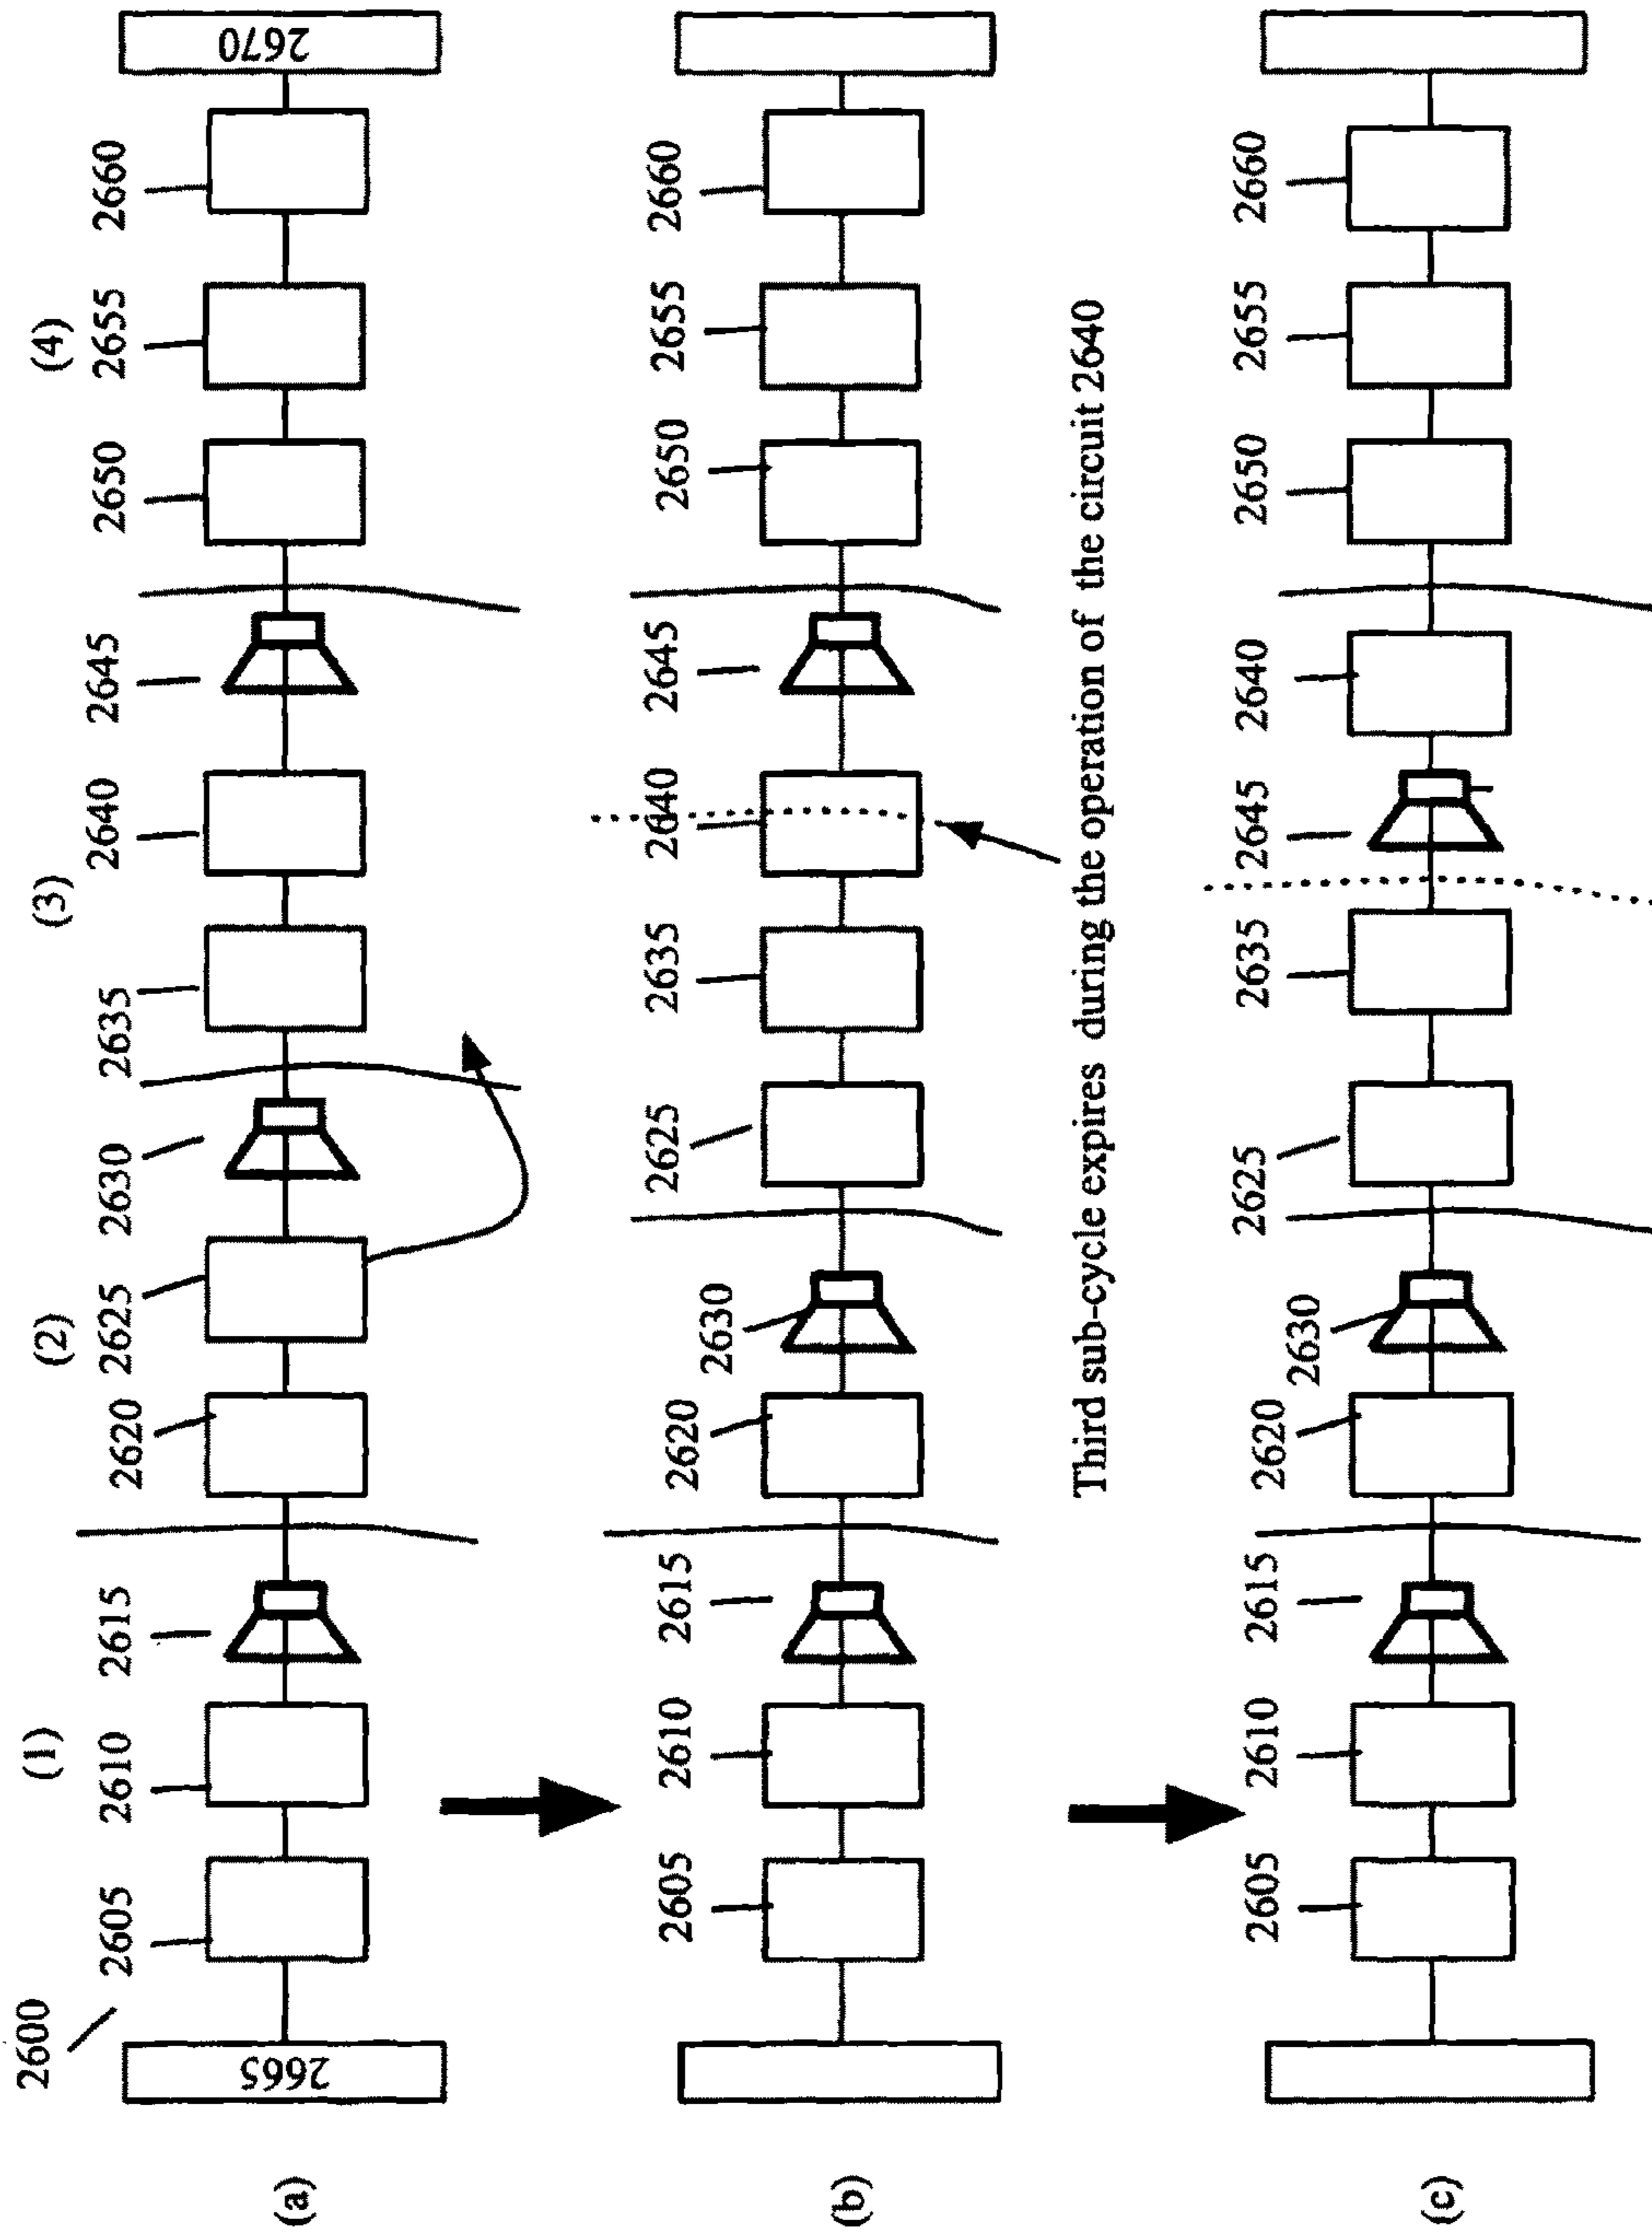 2600
(1) (2) (3) (4)
2605 2610 2615 2620 2625 2630 2635 2640 2645 2650 2655 2660
(a) 2665 2670
2605 2610 2615 2620 2630 2625 2635 2640 2645 2650 2655 2660
(b)
Third sub-cycle expires during the operation of the circuit 2640
2605 2610 2615 2620 2630 2625 2635 2645 2640 2650 2655 2660
(c)